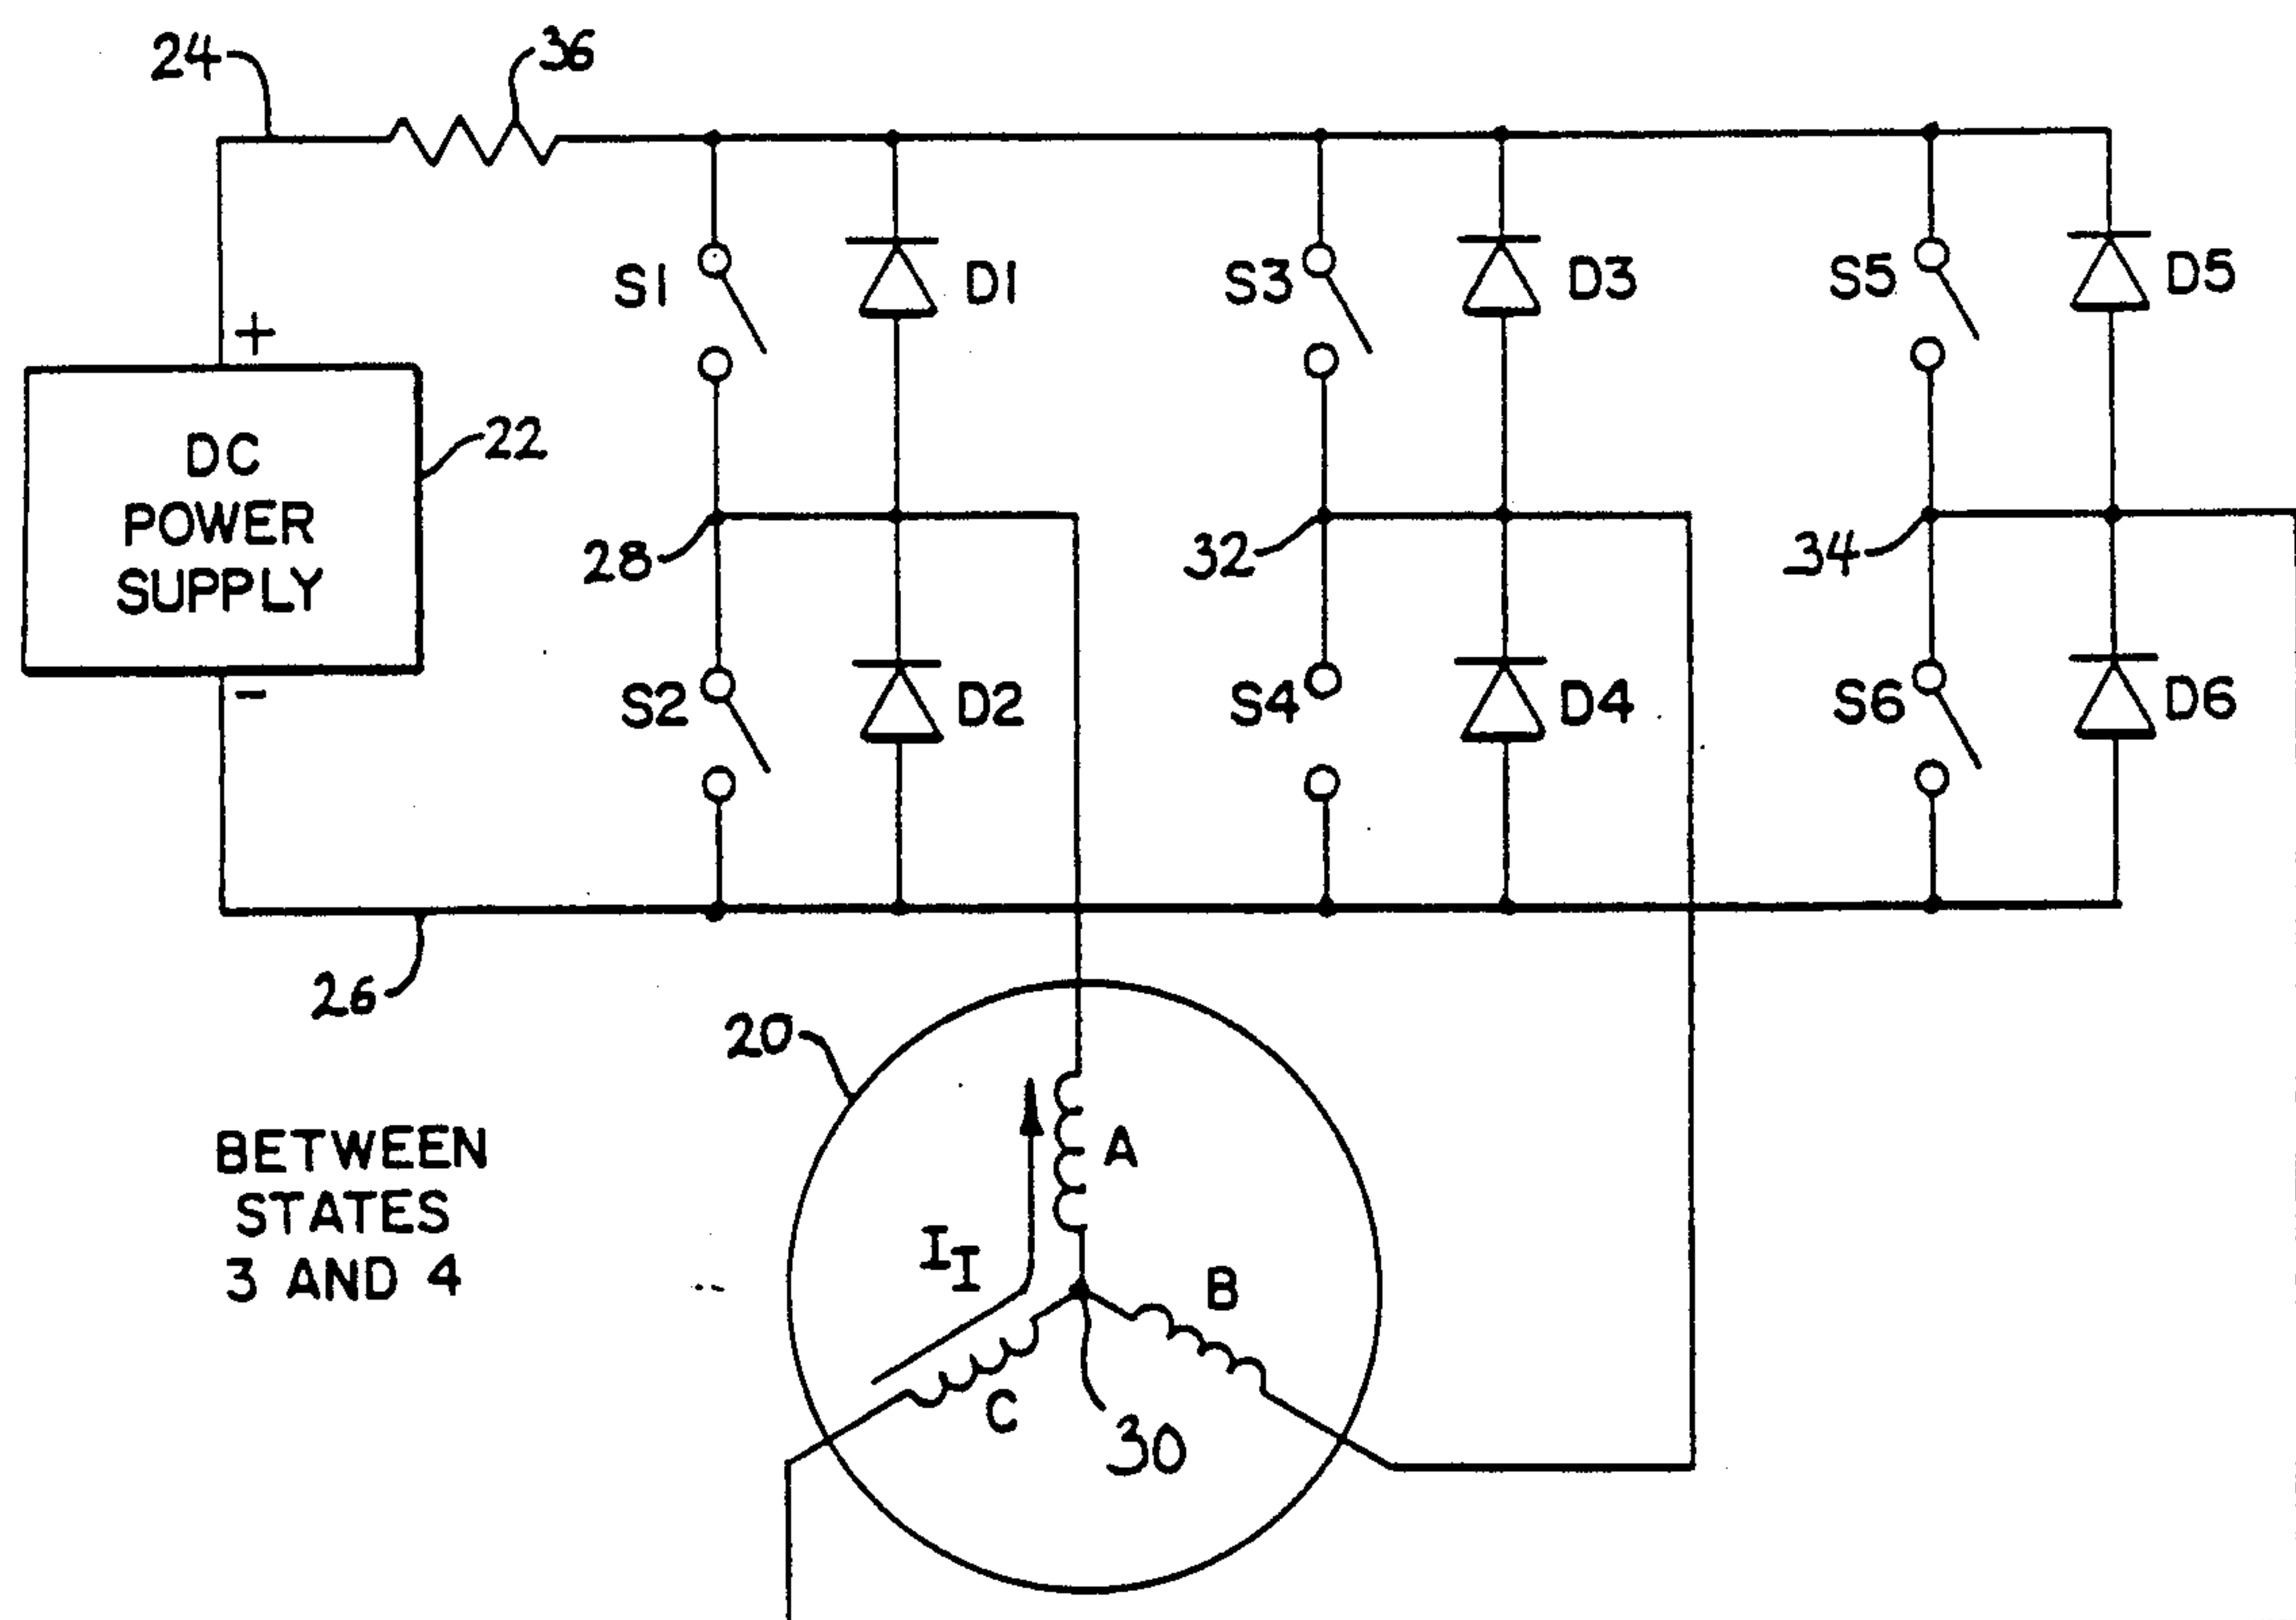 24
36
+
S1
D1
S3
D3
S5
D5
DC
POWER
SUPPLY
22
28
32
34
-
S2
D2
S4
D4
S6
D6
26
20
BETWEEN
STATES
3 AND 4
A
I_I
B
C
30